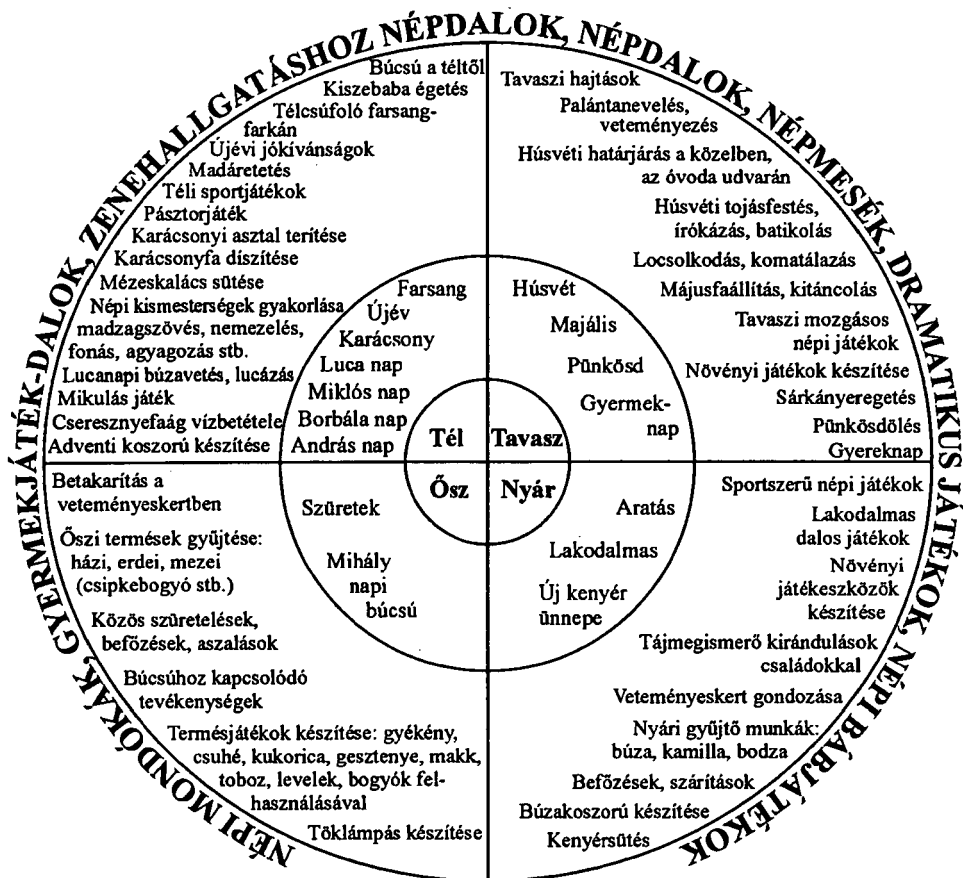 NÉPI MONDÓKÁK, GYERMEKJÁTÉK-DALOK, ZENEHALLGATÁSHOZ NÉPDALOK, NÉPDALOK, NÉPMESÉK, DRAMATIKUS JÁTÉKOK, NÉPI BÁBJÁTÉKOK
Búcsú a téltől
Kiszebaba égetés
Télcsúfoló farsang-
farkán
Újévi jókívánságok
Madáretetés
Téli sportjátékok
Pásztorjáték
Karácsonyi asztal terítése
Karácsonyfa díszítése
Mézeskalács sütése
Népi kismesterségek gyakorlása
madzagszövés, nemezelés,
fonás, agyagozás stb.
Lucanapi búzavetés, lucázás
Mikulás játék
Cseresznyefaág vízbetétele
Adventi koszorú készítése
Farsang
Újév
Karácsony
Luca nap
Miklós nap
Borbála nap
András nap
Tél
Tavaszi hajtások
Palántanevelés,
veteményezés
Húsvéti határjárás a közelben,
az óvoda udvarán
Húsvéti tojásfestés,
írókázás, batikolás
Locsolkodás, komatálazás
Májusfaállítás, kitáncolás
Tavaszi mozgásos
népi játékok
Növényi játékok készítése
Sárkányeregetés
Pünkösdölés
Gyereknap
Húsvét
Majális
Pünkösd
Gyermek-
nap
Tavasz
Ősz
Szüretek
Mihály
napi
búcsú
Betakarítás a
veteményeskertben
Őszi termések gyűjtése:
házi, erdei, mezei
(csipkebogyó stb.)
Közös szüretelések,
befőzések, aszalások
Búcsúhoz kapcsolódó
tevékenységek
Termésjátékok készítése: gyékény,
csuhé, kukorica, gesztenye, makk,
toboz, levelek, bogyók fel-
használásával
Töklámpás készítése
Nyár
Aratás
Lakodalmas
Új kenyér
ünnepe
Sportszerű népi játékok
Lakodalmas
dalos játékok
Növényi
játékeszközök
készítése
Tájmegismerő kirándulások
családokkal
Veteményeskert gondozása
Nyári gyűjtő munkák:
búza, kamilla, bodza
Befőzések, szárítások
Búzakoszorú készítése
Kenyérsütés